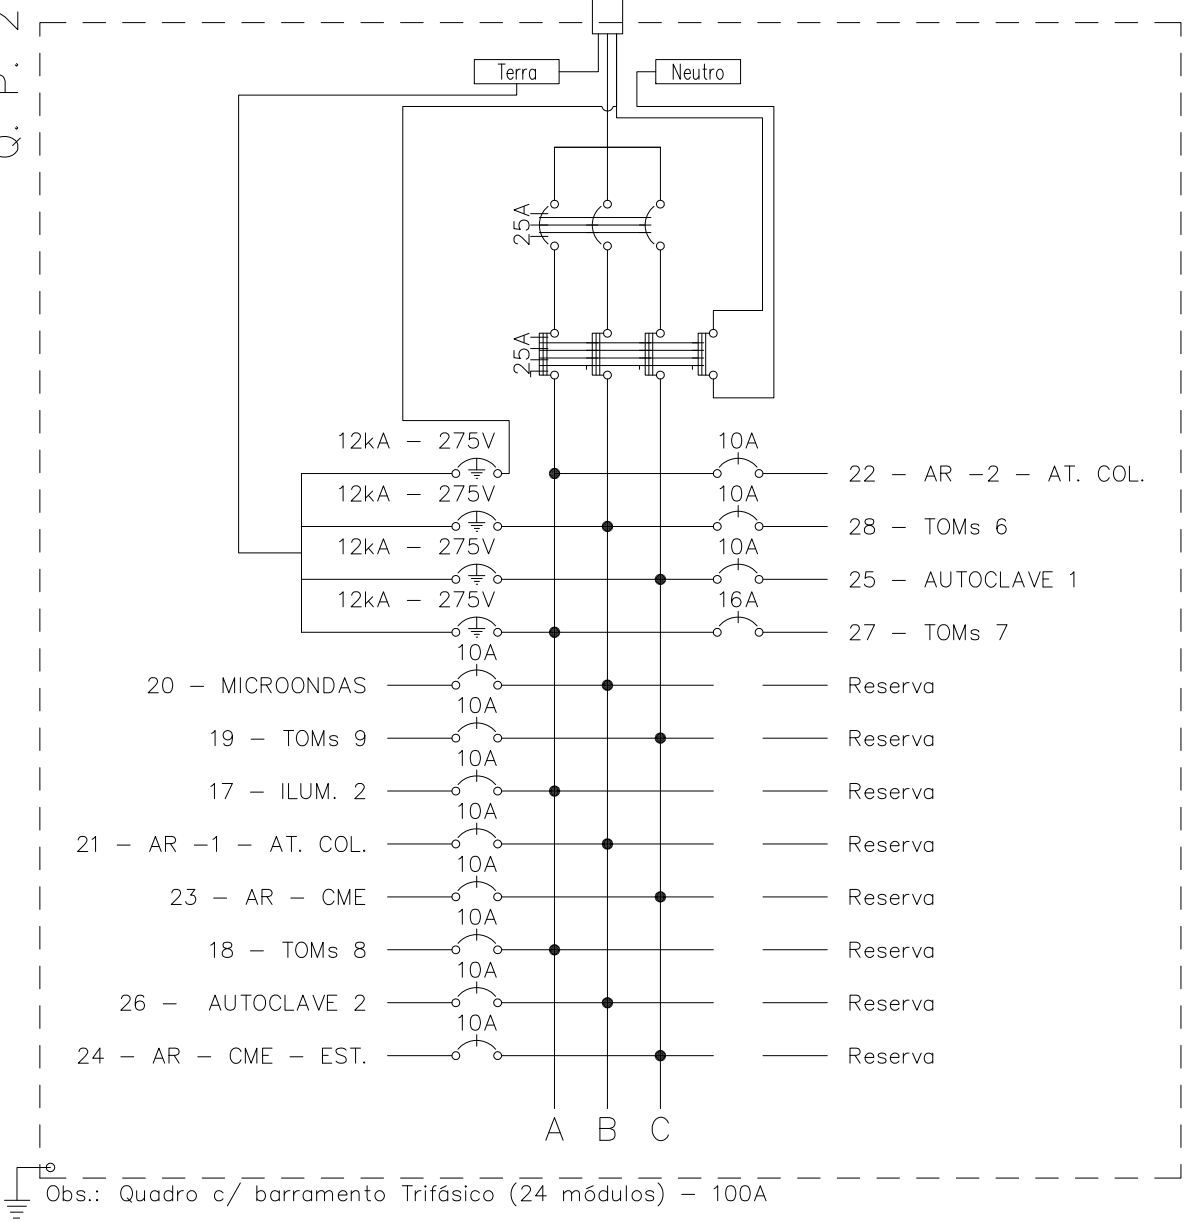 Q. P. 2
Terra
Neutro
25A
25A
12kA - 275V
10A
22 - AR -2 - AT. COL.
12kA - 275V
10A
28 - TOMs 6
12kA - 275V
10A
25 - AUTOCLAVE 1
12kA - 275V
16A
27 - TOMs 7
10A
20 - MICROONDAS
Reserva
10A
19 - TOMs 9
Reserva
10A
17 - ILUM. 2
Reserva
10A
21 - AR -1 - AT. COL.
Reserva
10A
23 - AR - CME
Reserva
10A
18 - TOMs 8
Reserva
10A
26 - AUTOCLAVE 2
Reserva
10A
24 - AR - CME - EST.
Reserva
A B C
Obs.: Quadro c/ barramento Trifásico (24 módulos) - 100A